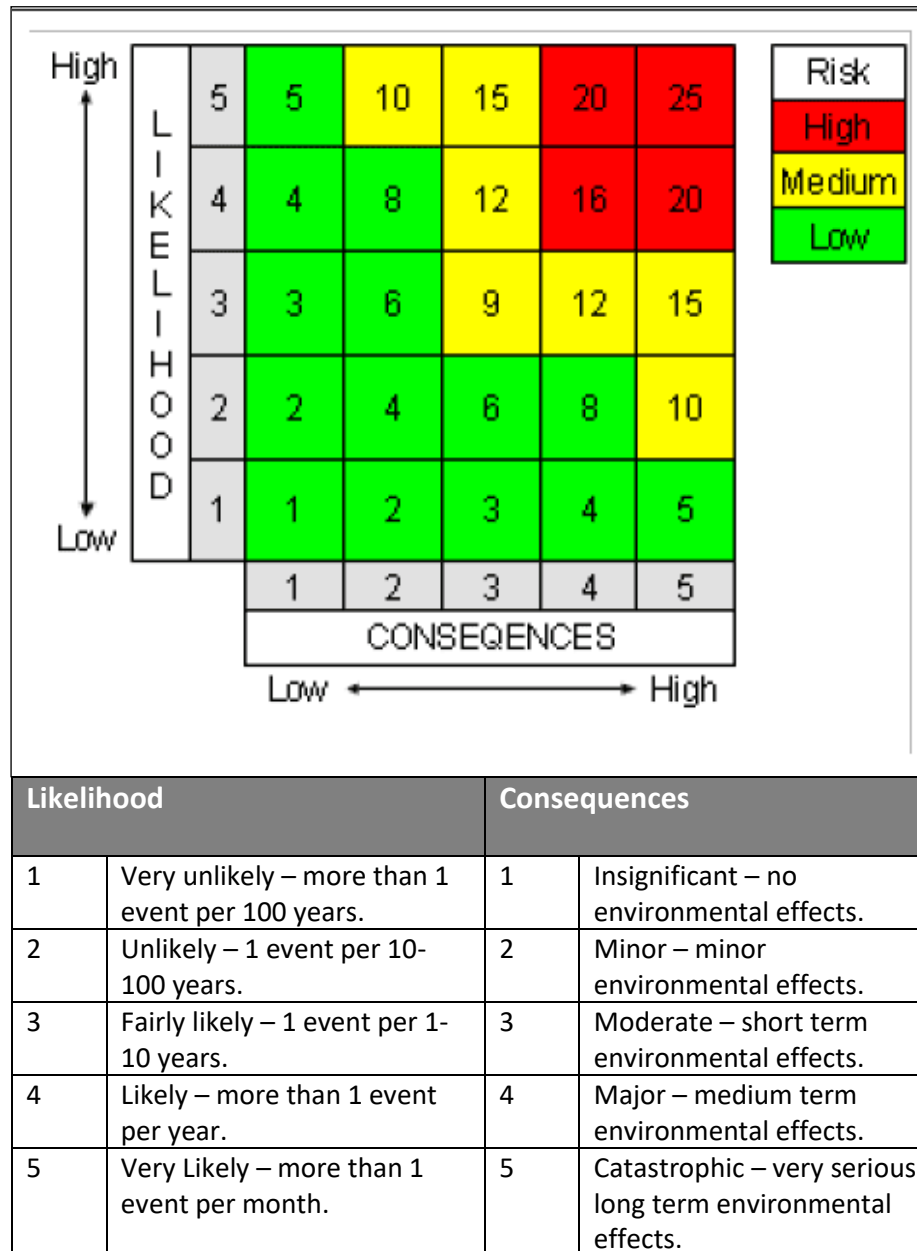 High
Low
LIKELIHOOD
5 5 10 15 20 25
4 4 8 12 16 20
3 3 6 9 12 15
2 2 4 6 8 10
1 1 2 3 4 5
1 2 3 4 5
CONSEQENCES
Low High
Risk
High
Medium
Low
Likelihood Consequences
1 Very unlikely – more than 1 1 Insignificant – no
event per 100 years. environmental effects.
2 Unlikely – 1 event per 10- 2 Minor – minor
100 years. environmental effects.
3 Fairly likely – 1 event per 1- 3 Moderate – short term
10 years. environmental effects.
4 Likely – more than 1 event 4 Major – medium term
per year. environmental effects.
5 Very Likely – more than 1 5 Catastrophic – very serious
event per month. long term environmental
effects.